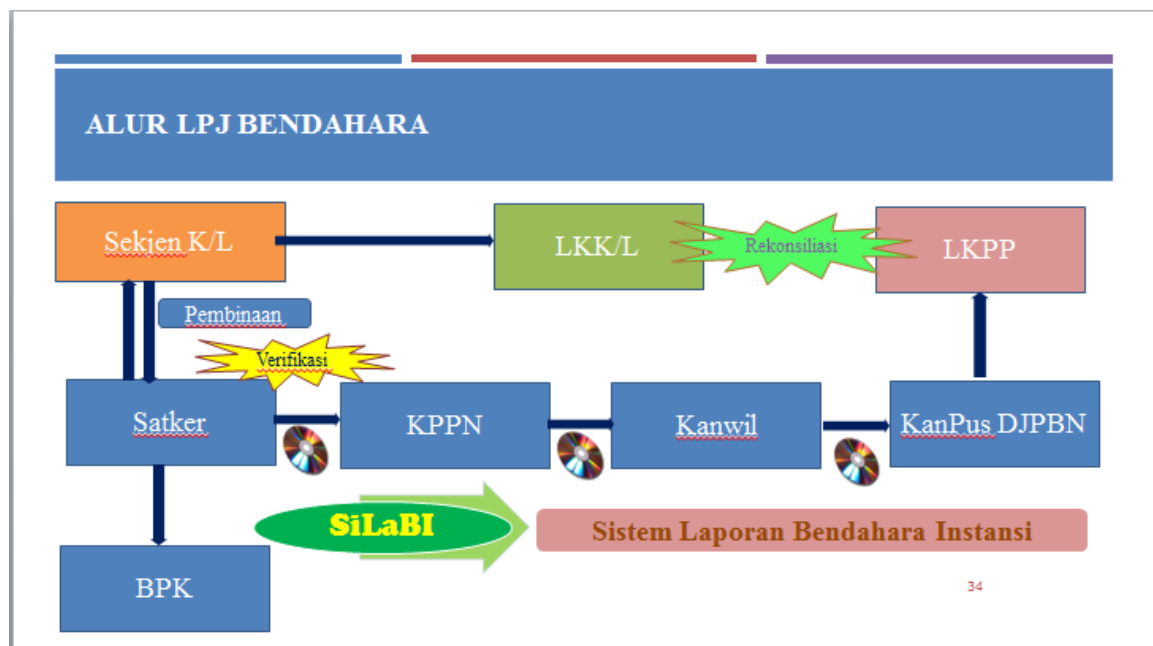 ALUR LPJ BENDAHARA
Sekjen K/L
LKK/L
Rekonsiliasi
LKPP
Pembinaan
Verifikasi
Satker
KPPN
Kanwil
KanPus DJPBN
SiLaBI
Sistem Laporan Bendahara Instansi
BPK
34